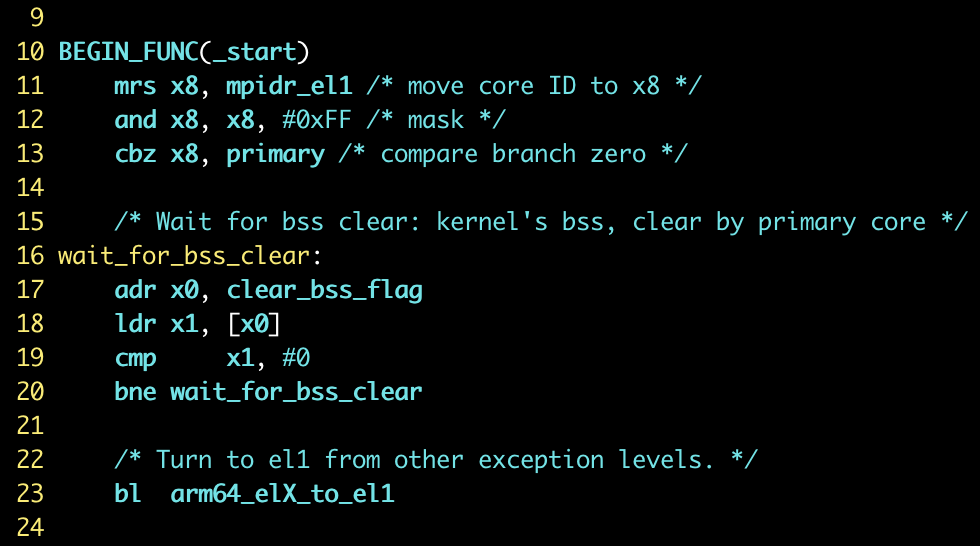 9
10 BEGIN_FUNC(_start)
11     mrs x8, mpidr_el1 /* move core ID to x8 */
12     and x8, x8, #0xFF /* mask */
13     cbz x8, primary /* compare branch zero */
14
15     /* Wait for bss clear: kernel's bss, clear by primary core */
16 wait_for_bss_clear:
17     adr x0, clear_bss_flag
18     ldr x1, [x0]
19     cmp     x1, #0
20     bne wait_for_bss_clear
21
22     /* Turn to el1 from other exception levels. */
23     bl  arm64_elX_to_el1
24